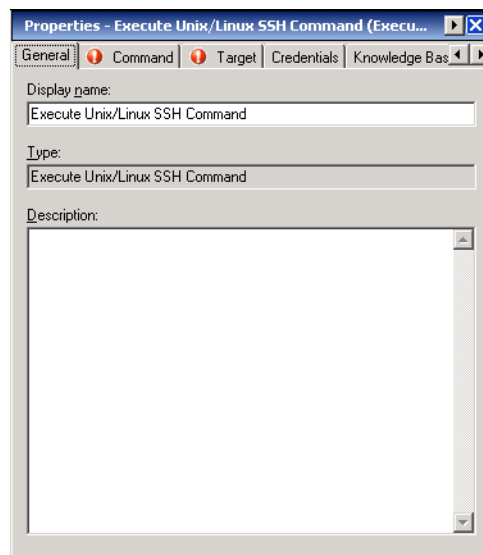 Properties - Execute Unix/Linux SSH Command (Execu...
General Command Target Credentials Knowledge Bas
Display name:
Execute Unix/Linux SSH Command
Type:
Execute Unix/Linux SSH Command
Description: